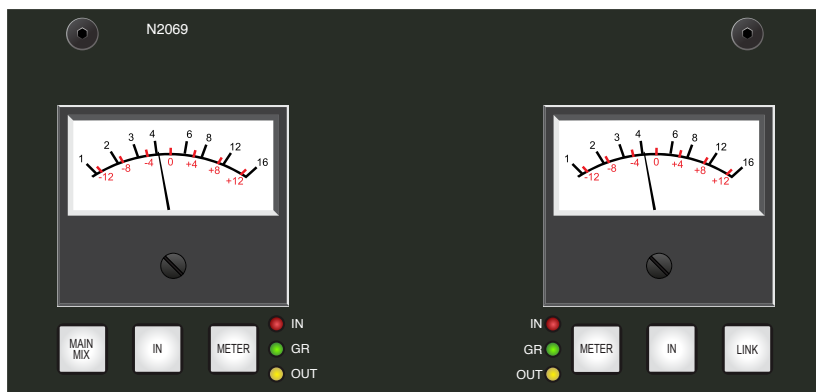 N2069
1 2 3 4 6 8 12 16
-12 -8 -4 0 +4 +8 +12
1 2 3 4 6 8 12 16
-12 -8 -4 0 +4 +8 +12
MAIN MIX
IN
METER
IN
GR
OUT
IN
GR
OUT
METER
IN
LINK